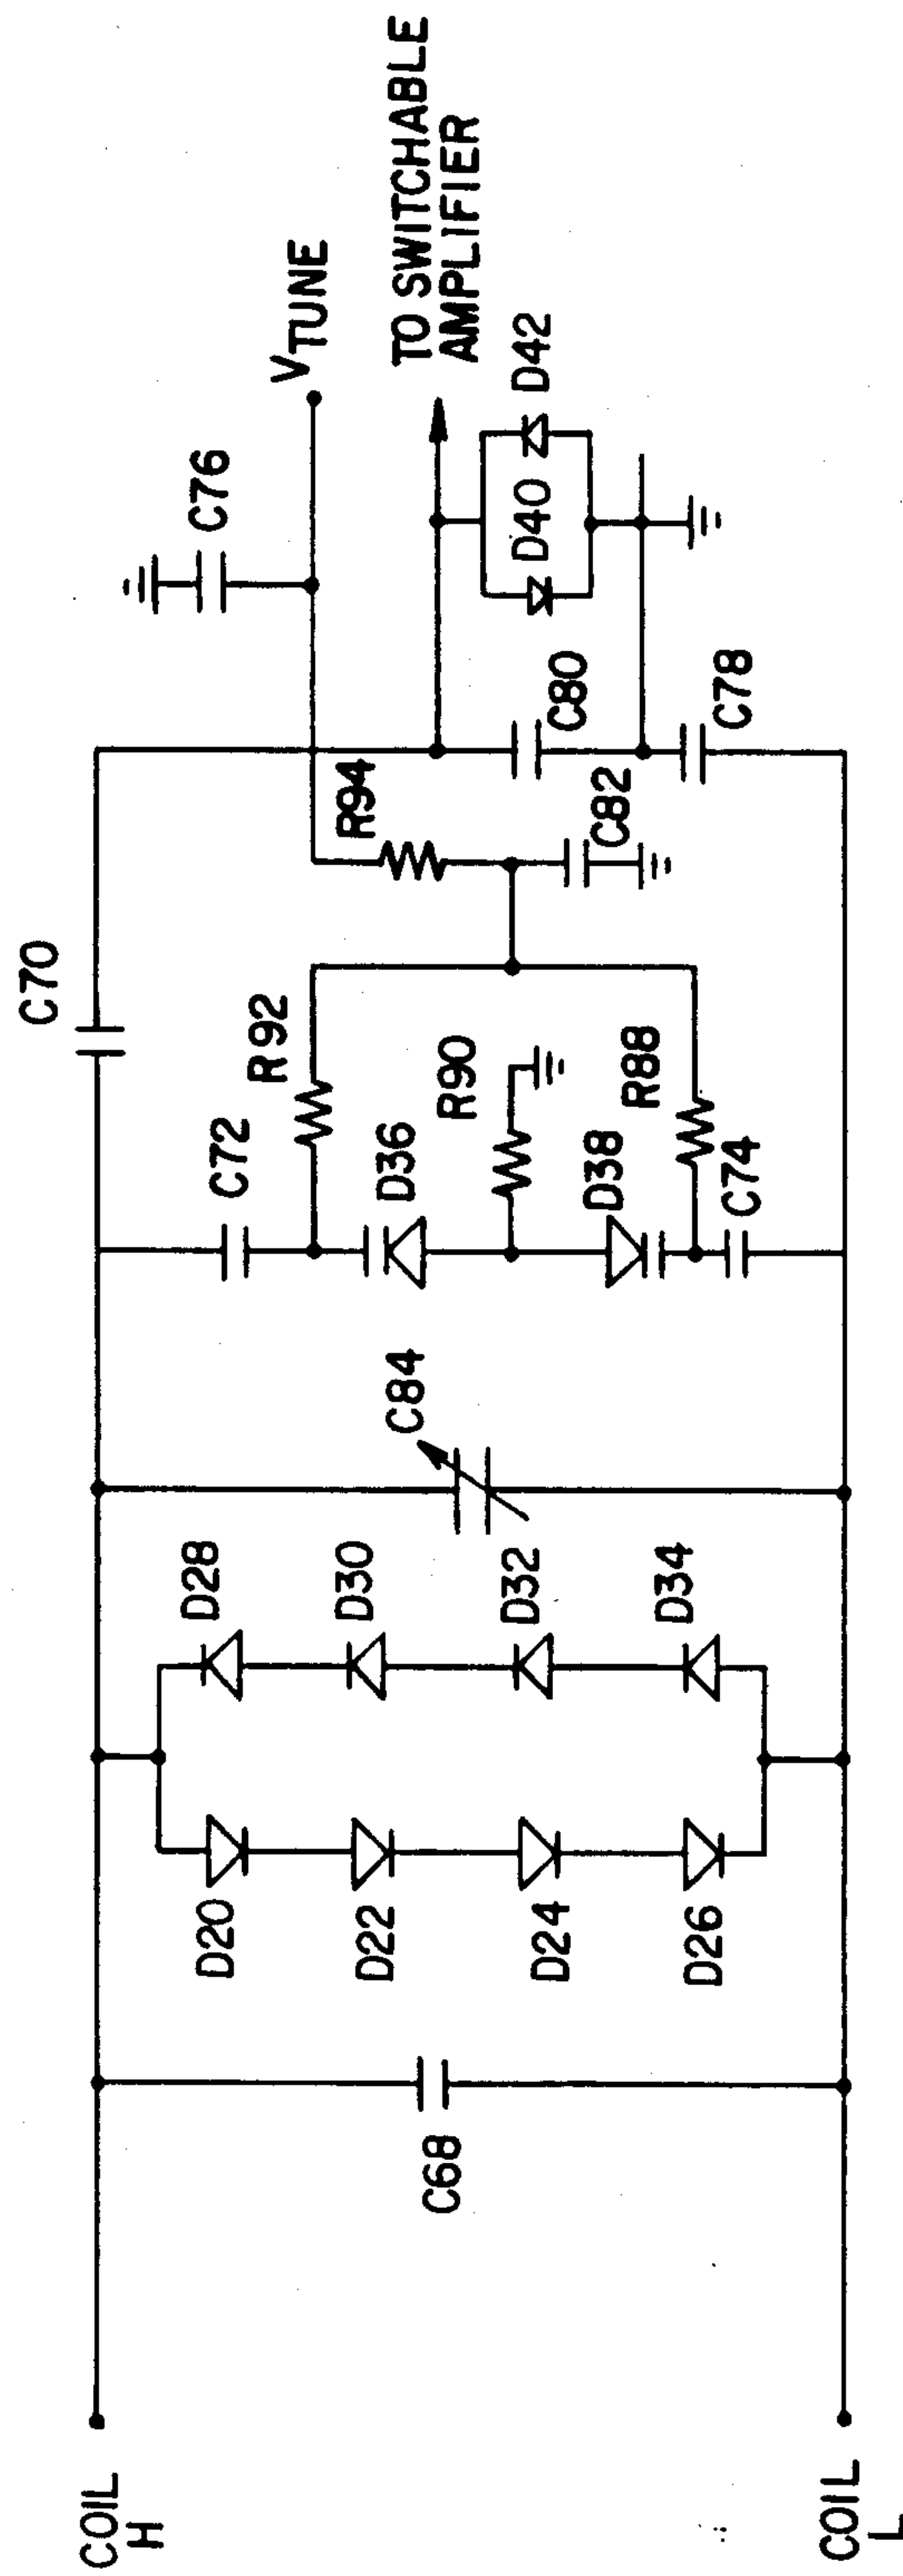 COIL
H
COIL
L
C68
D20
D22
D24
D26
D28
D30
D32
D34
C84
C72
D36
D38
C74
R92
R90
R88
C70
R94
C82
C80
C78
C76
VTUNE
D40
D42
TO SWITCHABLE
AMPLIFIER